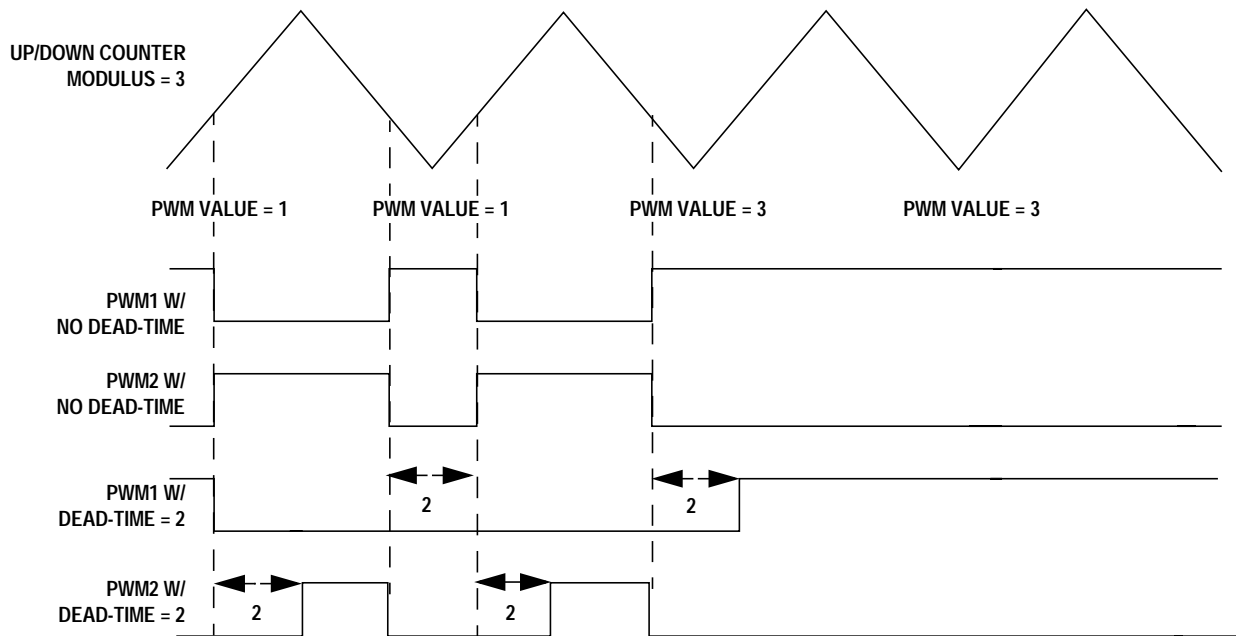 UP/DOWN COUNTER
MODULUS = 3
PWM VALUE = 1
PWM VALUE = 1
PWM VALUE = 3
PWM VALUE = 3
PWM1 W/
NO DEAD-TIME
PWM2 W/
NO DEAD-TIME
PWM1 W/
DEAD-TIME = 2
2
2
PWM2 W/
DEAD-TIME = 2
2
2